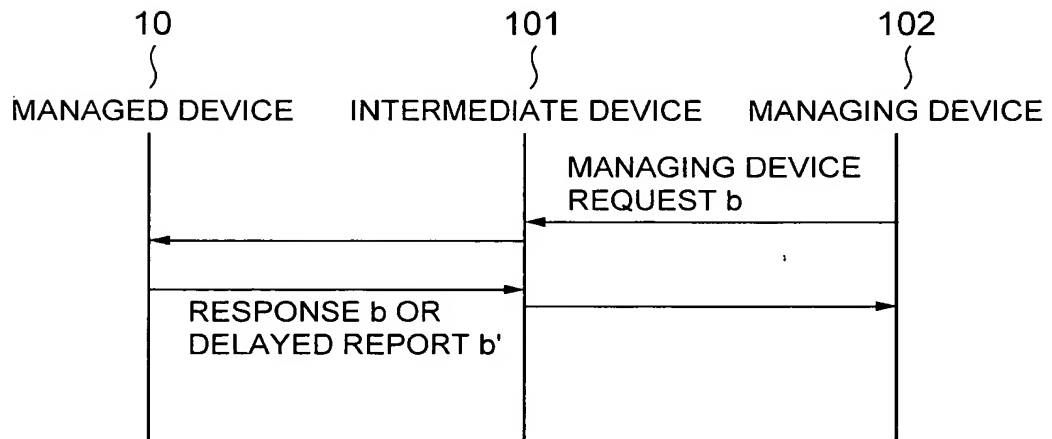 10 101 102
MANAGED DEVICE INTERMEDIATE DEVICE MANAGING DEVICE
MANAGING DEVICE
REQUEST b
RESPONSE b OR
DELAYED REPORT b'